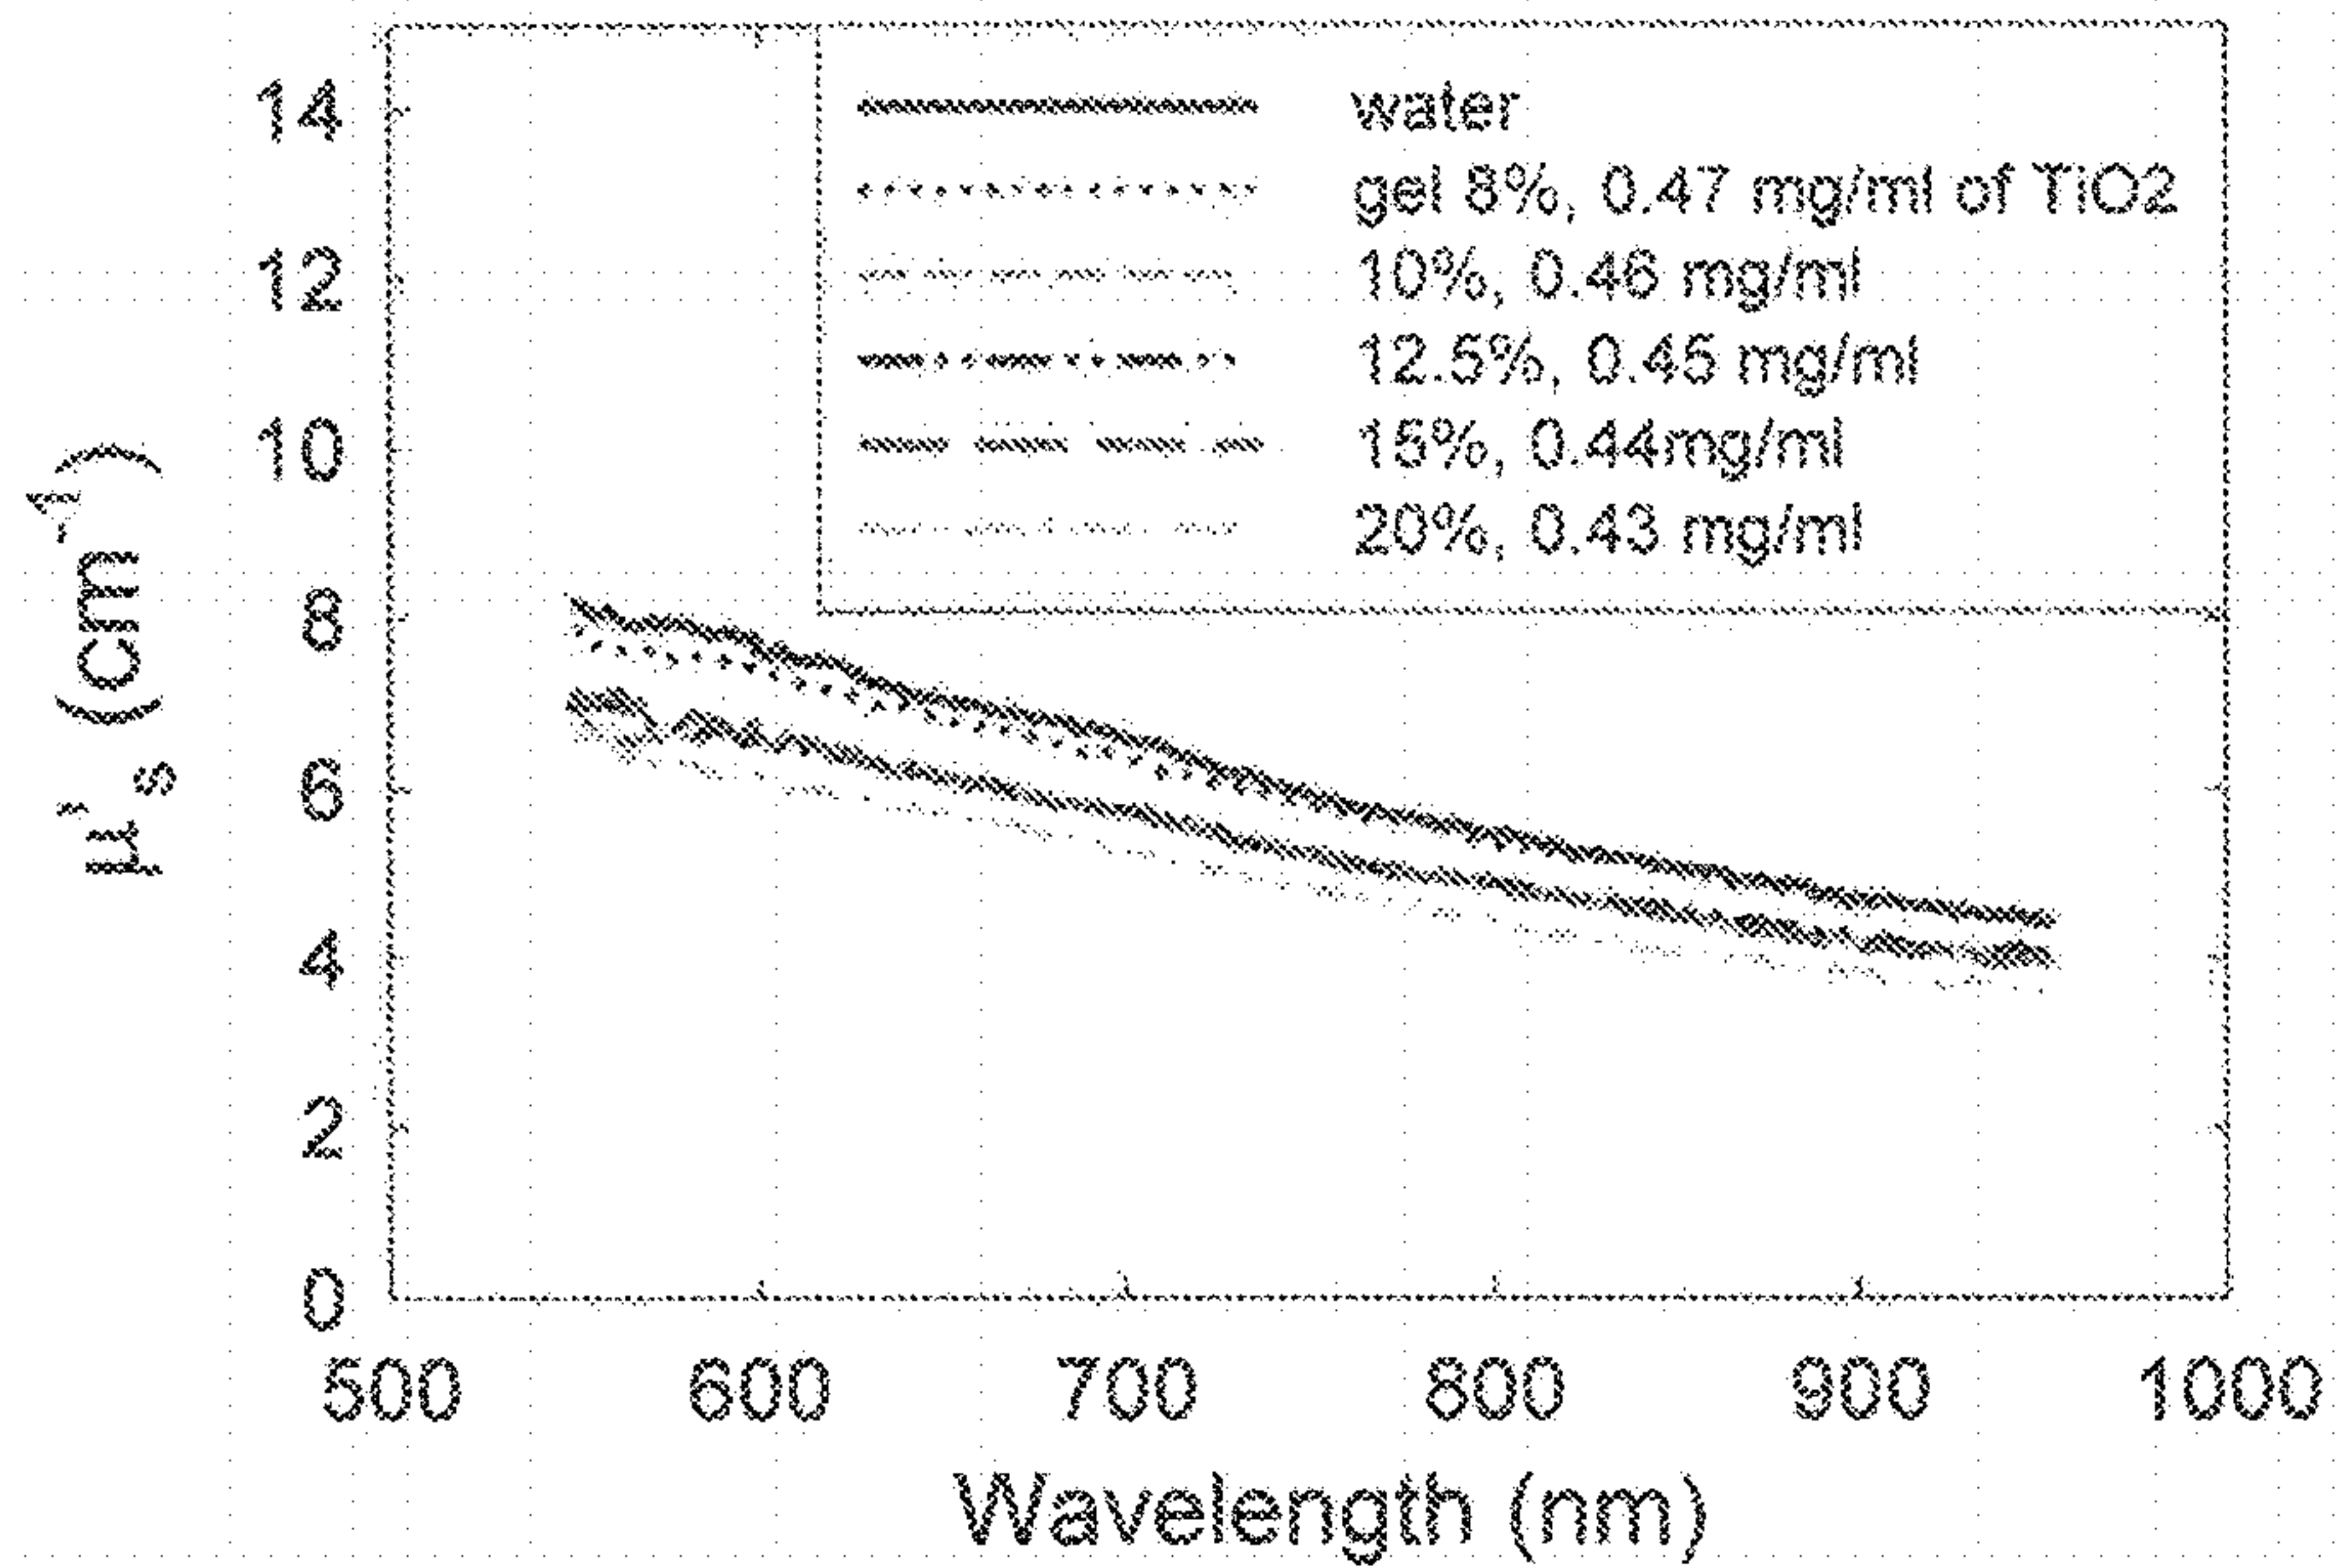 14
12
10
8
6
4
2
0
μ's (cm-1)
water
gel 8%, 0.47 mg/ml of TiO2
10%, 0.46 mg/ml
12.5%, 0.45 mg/ml
15%, 0.44mg/ml
20%, 0.43 mg/ml
500 600 700 800 900 1000
Wavelength (nm)